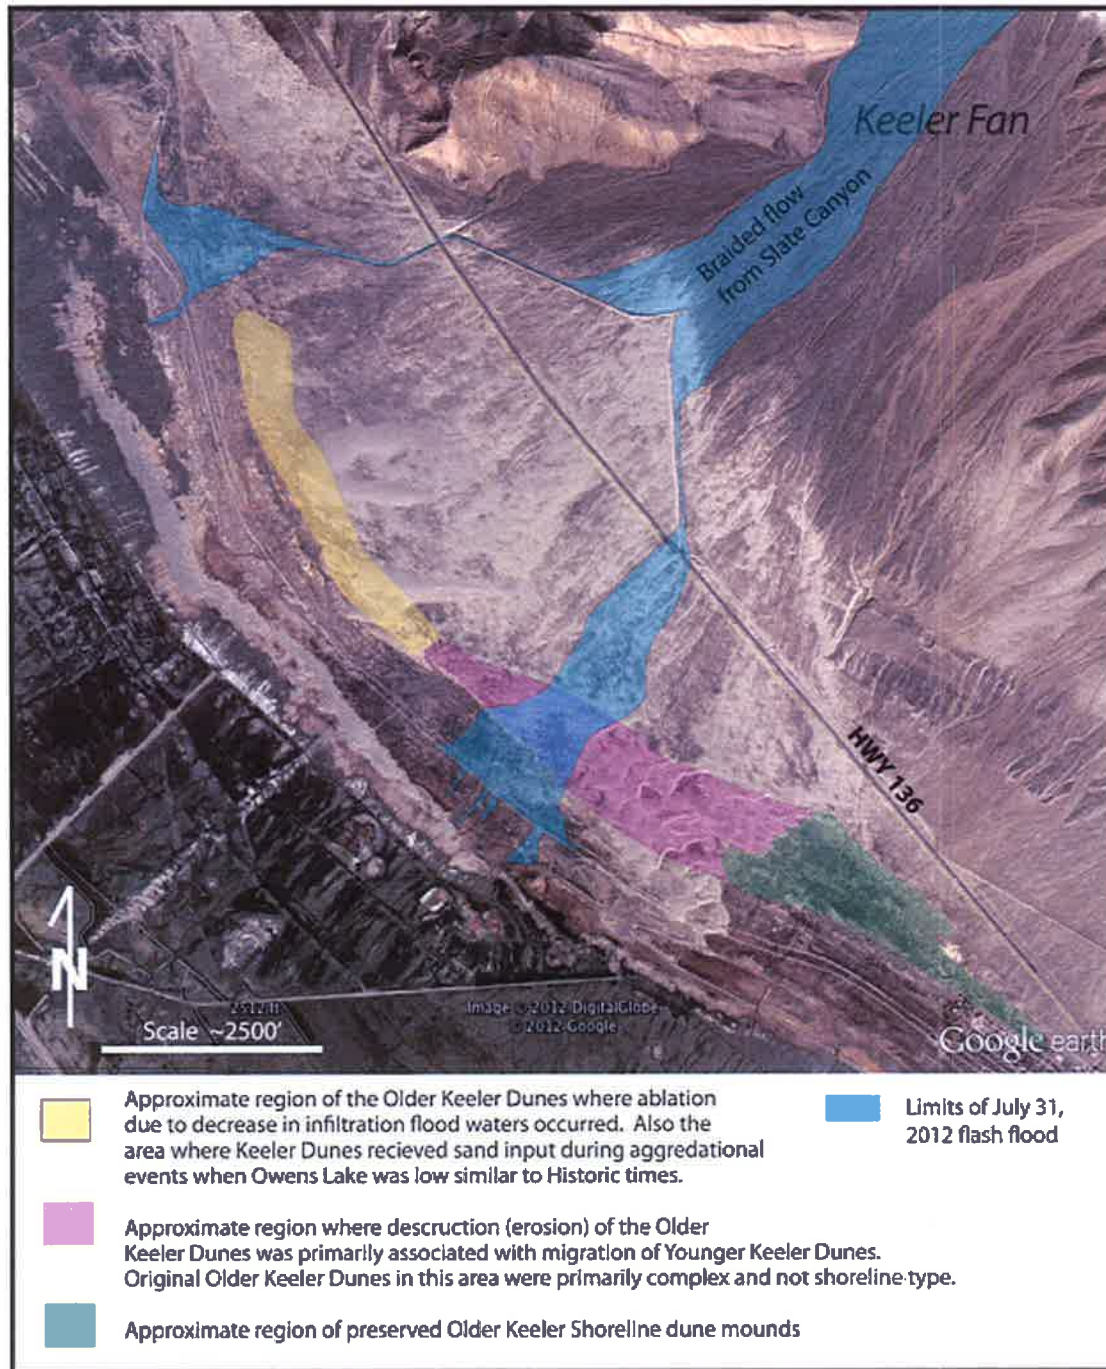 Keeler Fan
Braided flow
from Slate Canyon
HWY 136
N
2512 ft
Scale ~2500'
Image © 2012 DigitalGlobe
© 2012 Google
Google earth
Approximate region of the Older Keeler Dunes where ablation
due to decrease in infiltration flood waters occurred. Also the
area where Keeler Dunes recieved sand input during aggredational
events when Owens Lake was low similar to Historic times.
Limits of July 31,
2012 flash flood
Approximate region where descruction (erosion) of the Older
Keeler Dunes was primarily associated with migration of Younger Keeler Dunes.
Original Older Keeler Dunes in this area were primarily complex and not shoreline-type.
Approximate region of preserved Older Keeler Shoreline dune mounds